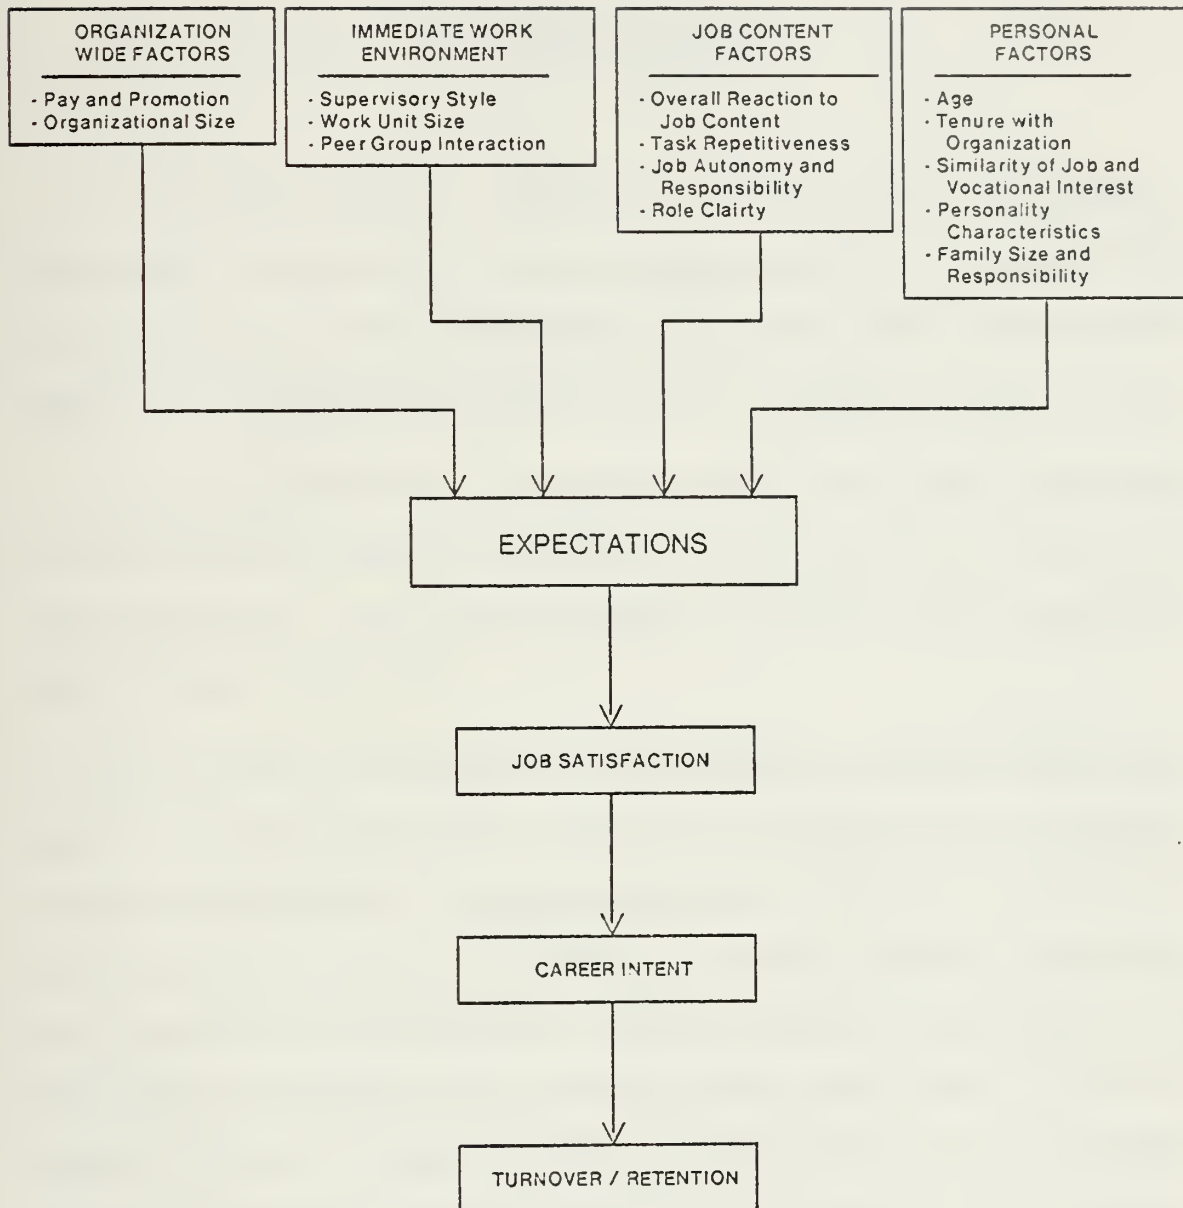 ORGANIZATION
WIDE FACTORS
- Pay and Promotion
- Organizational Size
IMMEDIATE WORK
ENVIRONMENT
- Supervisory Style
- Work Unit Size
- Peer Group Interaction
JOB CONTENT
FACTORS
- Overall Reaction to
Job Content
- Task Repetitiveness
- Job Autonomy and
Responsibility
- Role Clairty
PERSONAL
FACTORS
- Age
- Tenure with
Organization
- Similarity of Job and
Vocational Interest
- Personality
Characteristics
- Family Size and
Responsibility
EXPECTATIONS
JOB SATISFACTION
CAREER INTENT
TURNOVER / RETENTION